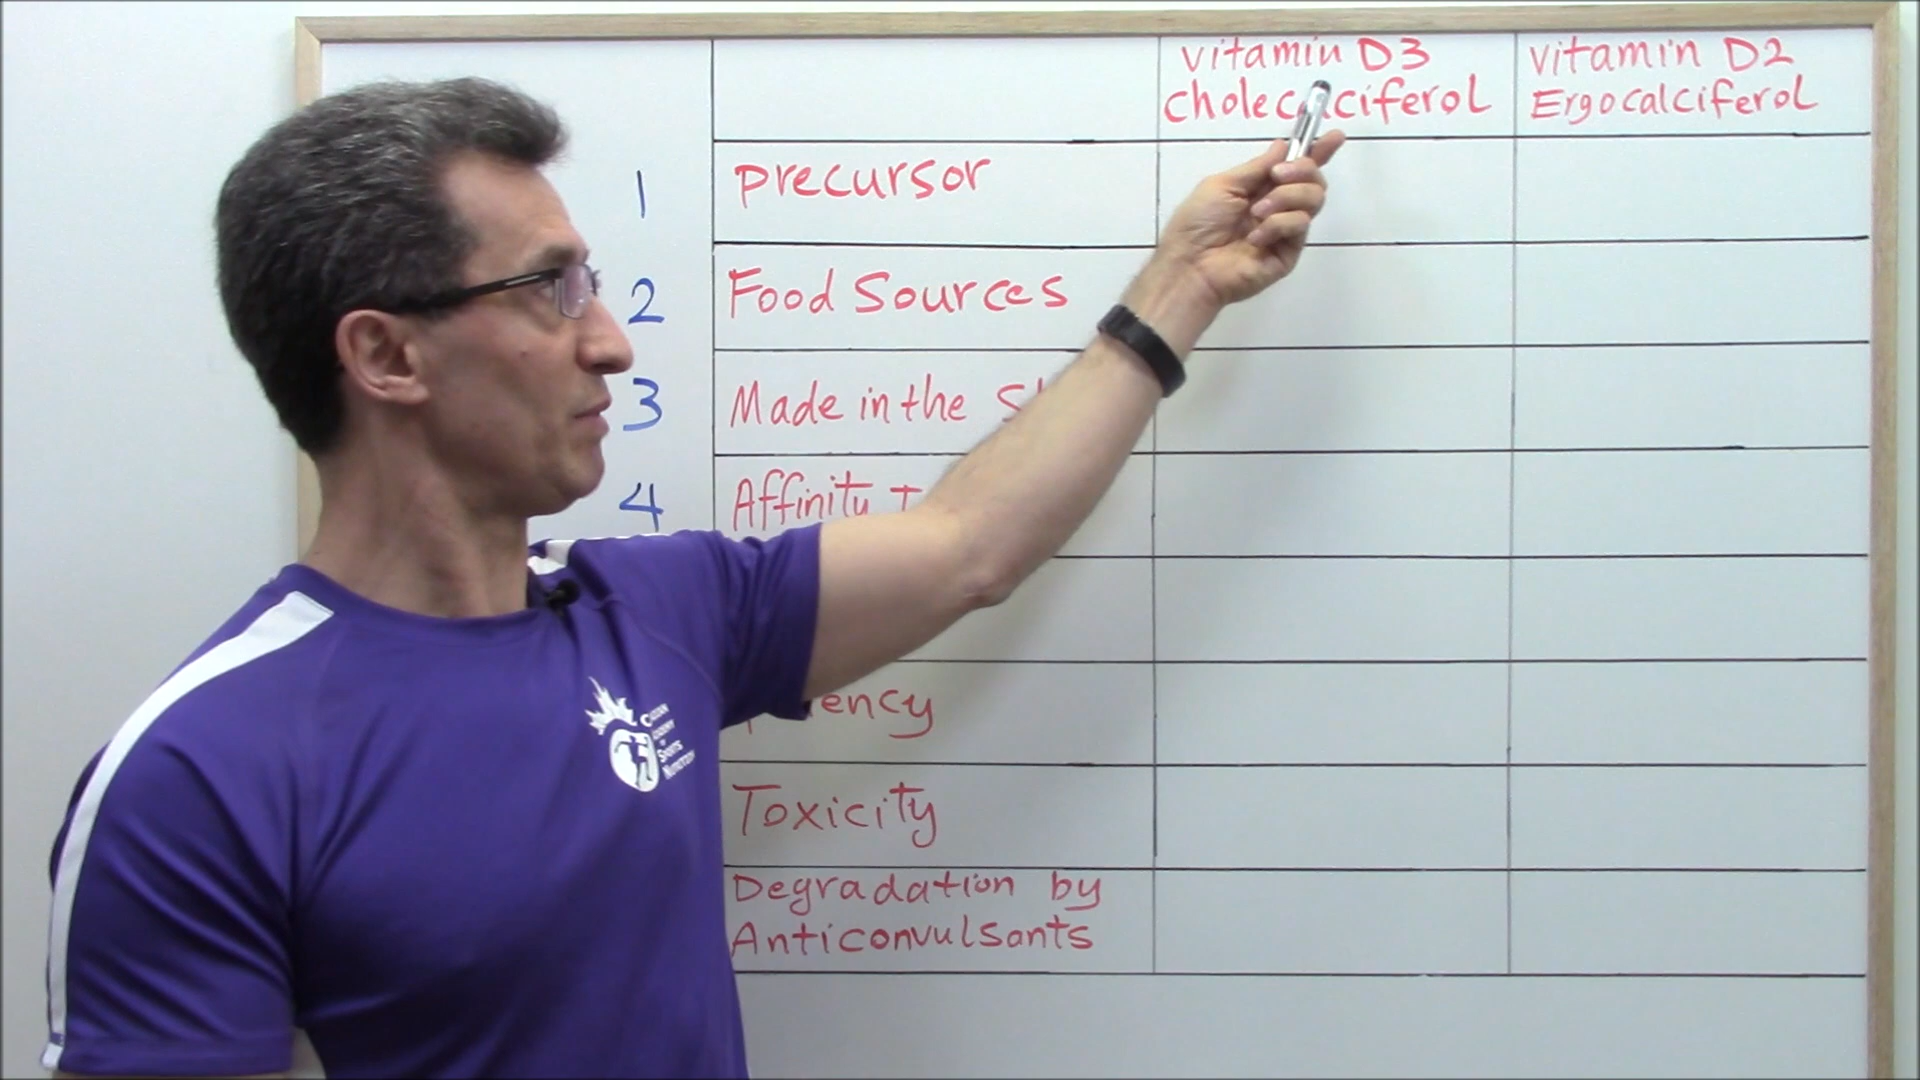 vitamin D3
cholecalciferol
vitamin D2
Ergocalciferol
1
precursor
2
Food Sources
3
Made in the
4
Affinity
Toxicity
Degradation by
Anticonvulsants